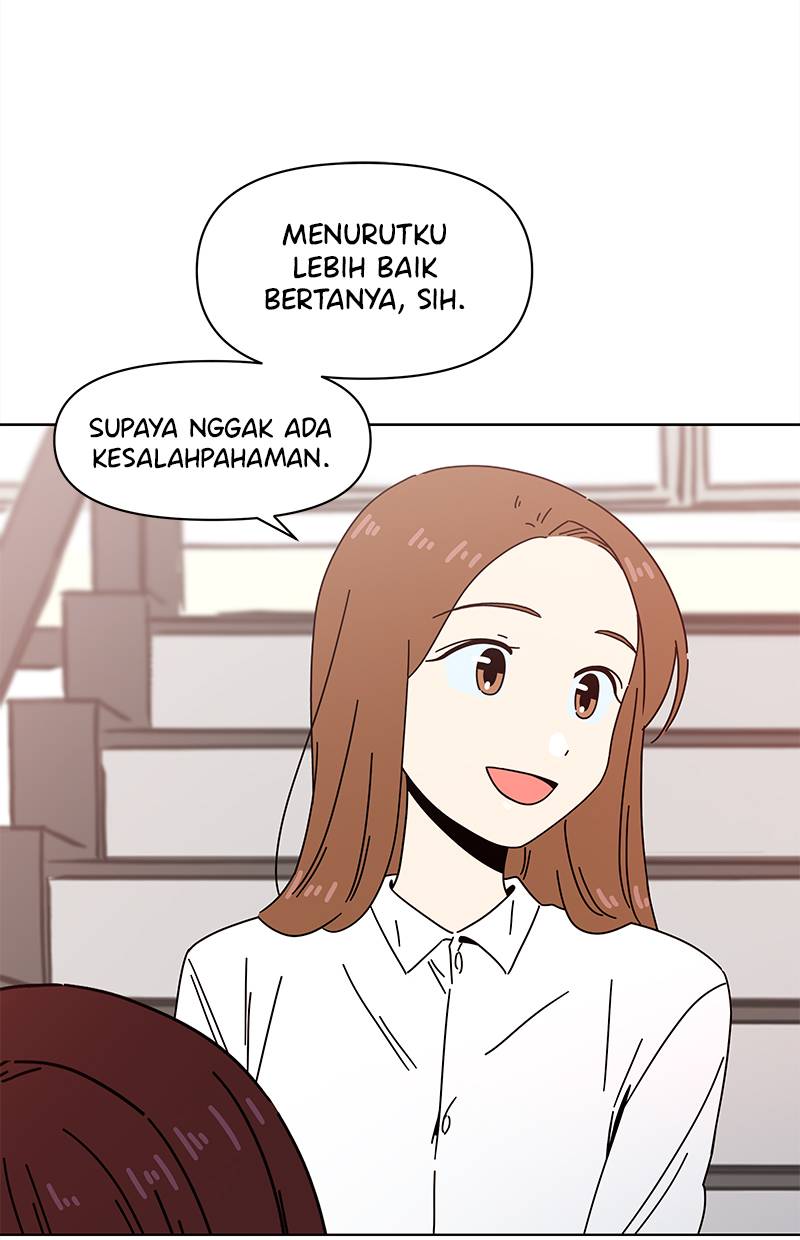 MENURUTKU
LEBIH BAIK
BERTANYA, SIH.
SUPAYA NGGAK ADA
KESALAHPAHAMAN.